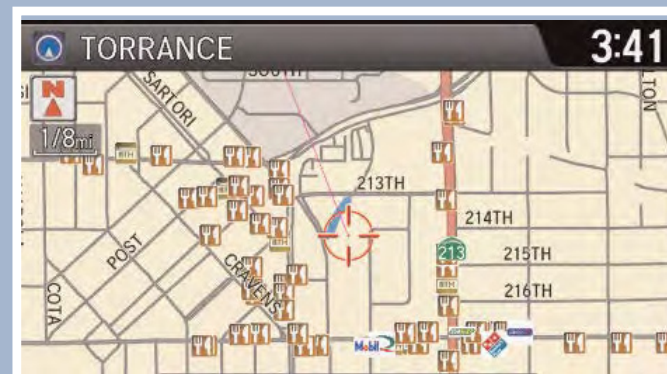 TORRANCE
3:41
SARTORI
N
1/8mi
213TH
214TH
213
215TH
216TH
POST
CRAVENS
COTA
Mobil